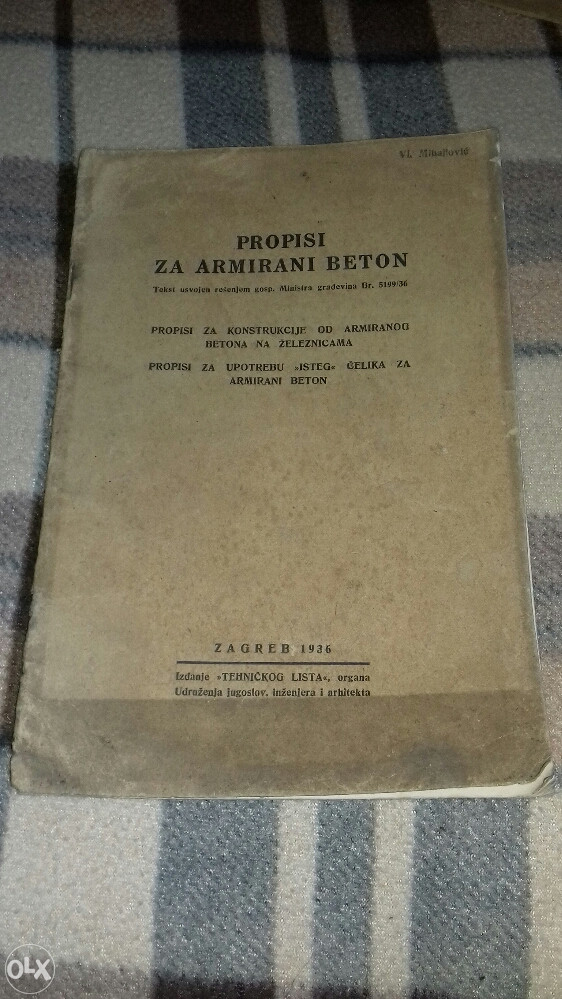 Vl. Mihailović
PROPISI
ZA ARMIRANI BETON
Tekst usvojen rešenjem gosp. Ministra građevina Br. 5199/36
PROPISI ZA KONSTRUKCIJE OD ARMIRANOG
BETONA NA ŽELEZNICAMA
PROPISI ZA UPOTREBU »ISTEG« ČELIKA ZA
ARMIRANI BETON
ZAGREB 1936
Izdanje »TEHNIČKOG LISTA«, organa
Udruženja jugoslov. inženjera i arhitekta
OLX